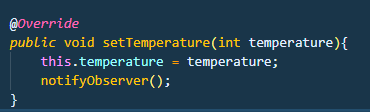 @Override
public void setTemperature(int temperature){
    this.temperature = temperature;
    notifyObserver();
}